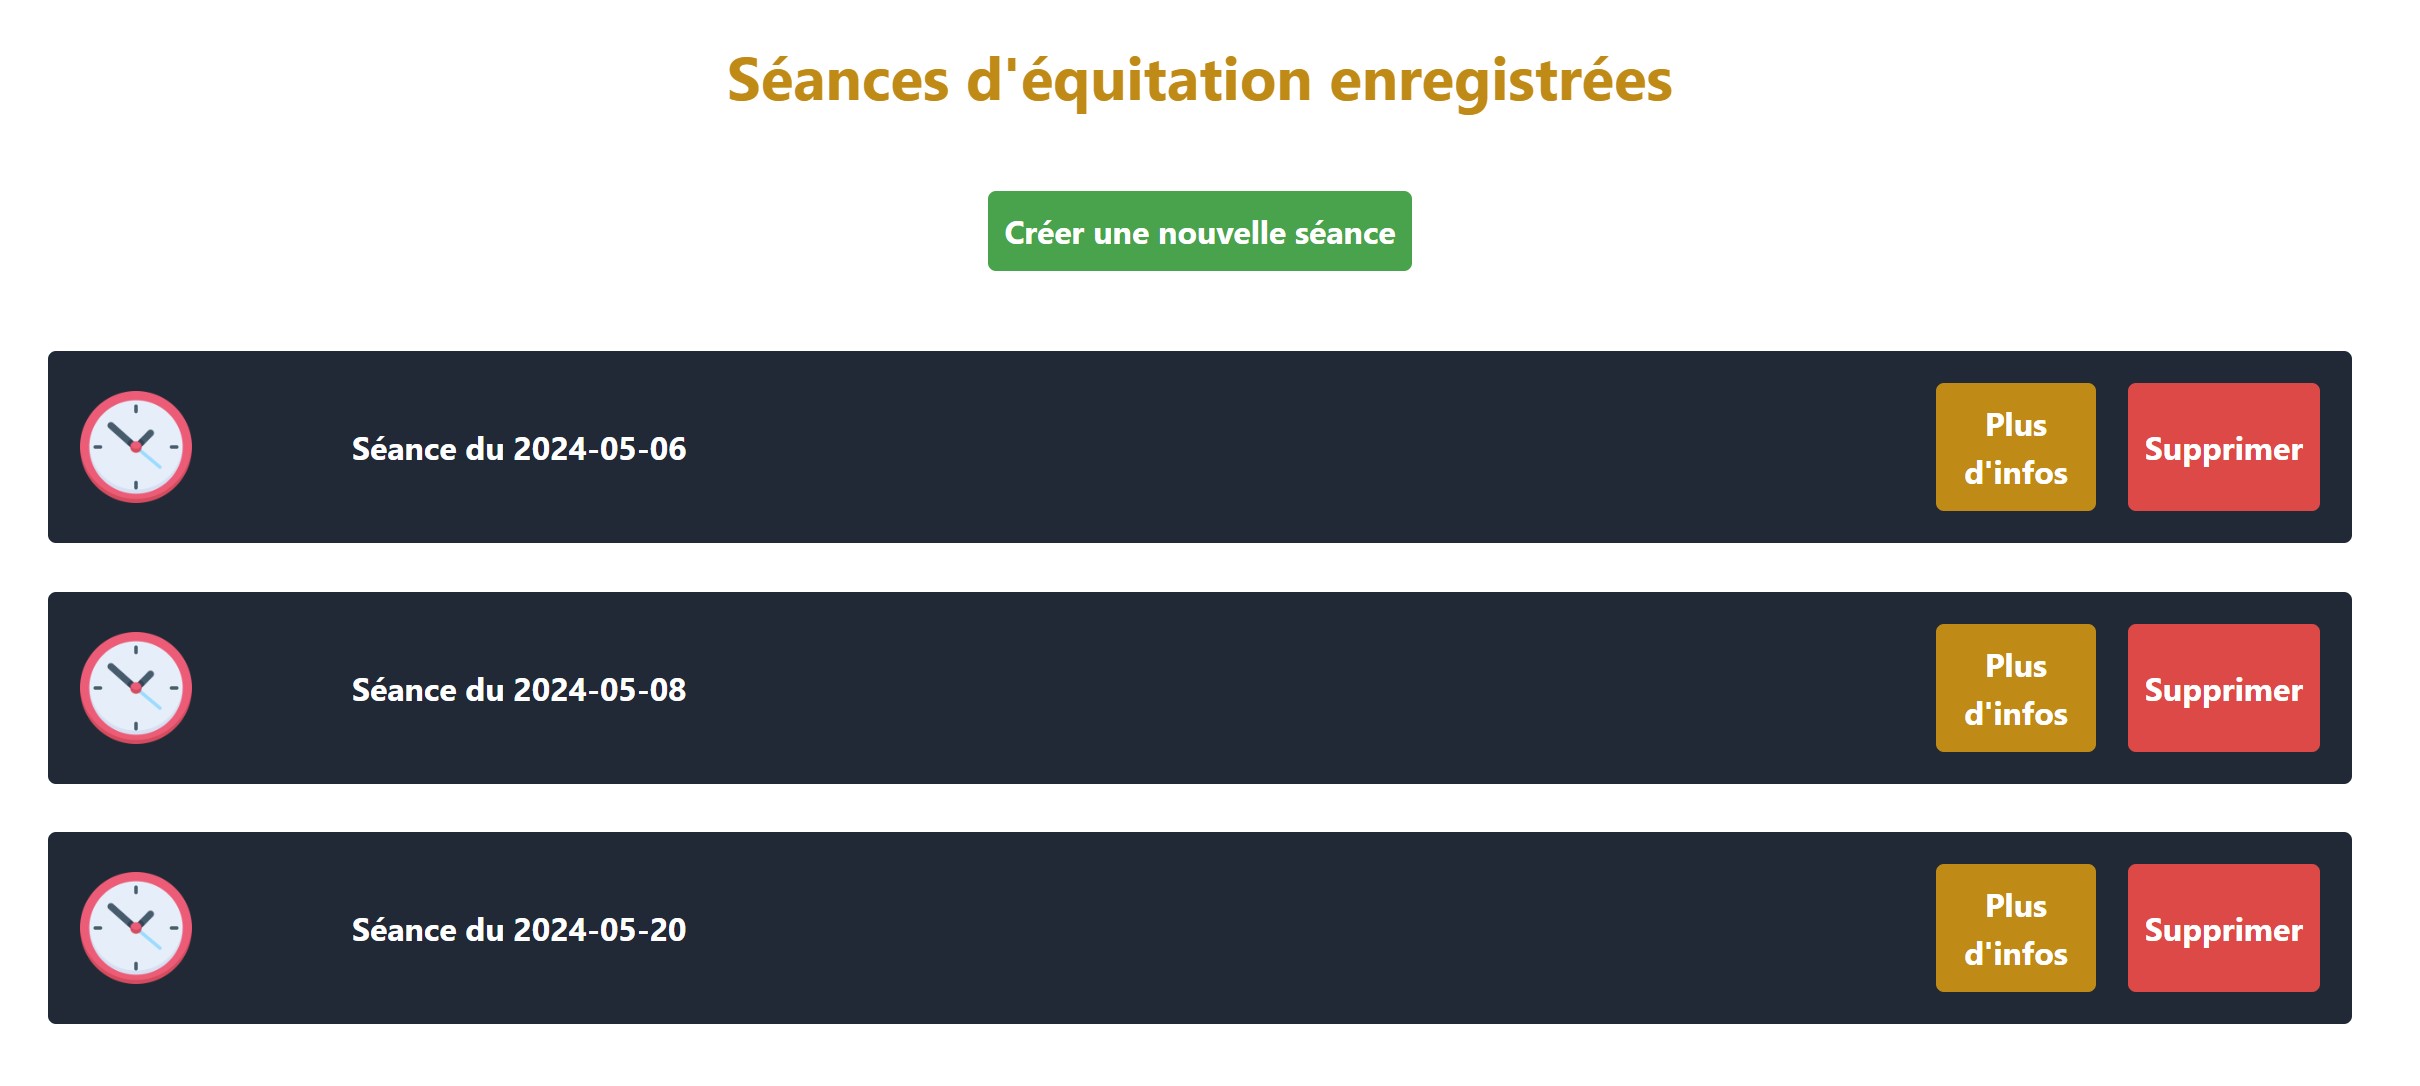 Séances d'équitation enregistrées
Créer une nouvelle séance
Séance du 2024-05-06
Plus
d'infos
Supprimer
Séance du 2024-05-08
Plus
d'infos
Supprimer
Séance du 2024-05-20
Plus
d'infos
Supprimer